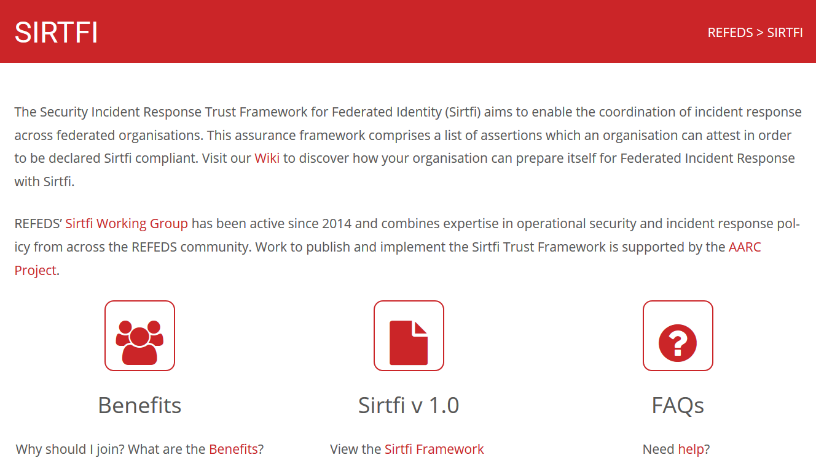 SIRTFI
REFEDS > SIRTFI
The Security Incident Response Trust Framework for Federated Identity (Sirtfi) aims to enable the coordination of incident response
across federated organisations. This assurance framework comprises a list of assertions which an organisation can attest in order
to be declared Sirtfi compliant. Visit our Wiki to discover how your organisation can prepare itself for Federated Incident Response
with Sirtfi.
REFEDS' Sirtfi Working Group has been active since 2014 and combines expertise in operational security and incident response pol-
icy from across the REFEDS community. Work to publish and implement the Sirtfi Trust Framework is supported by the AARC
Project.
Benefits
Sirtfi v 1.0
FAQs
Why should I join? What are the Benefits?
View the Sirtfi Framework
Need help?